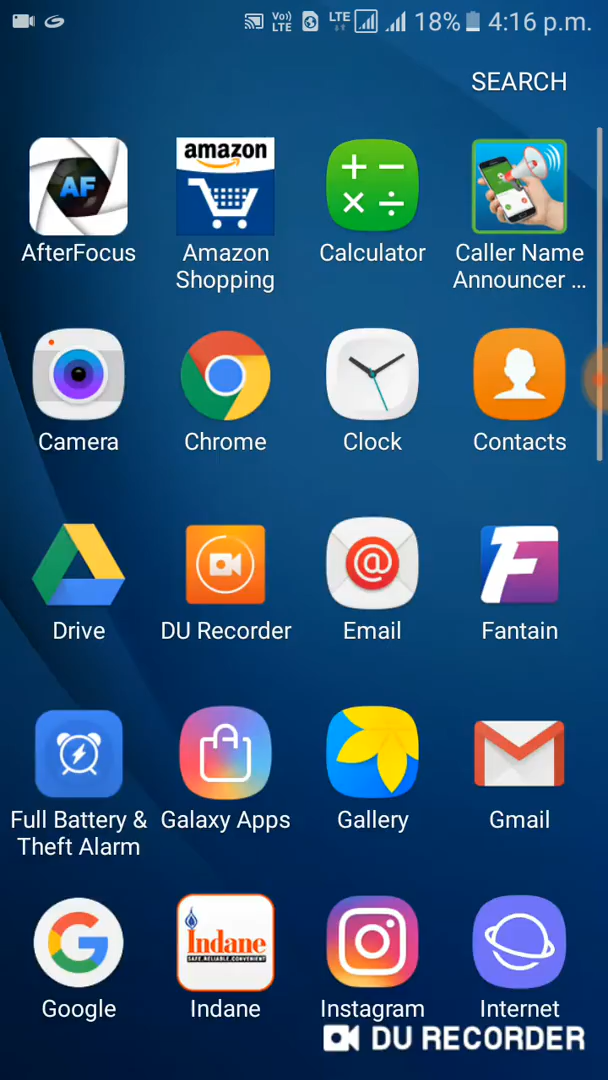 Vo) LTE LTE 18% 4:16 p.m.
SEARCH
AF
amazon
AfterFocus
Amazon Shopping
Calculator
Caller Name Announcer ...
Camera
Chrome
Clock
Contacts
@
F
Drive
DU Recorder
Email
Fantain
Full Battery & Theft Alarm
Galaxy Apps
Gallery
Gmail
G
Indane
SAFE. RELIABLE. CONVENIENT
Google
Indane
Instagram
Internet
DU RECORDER